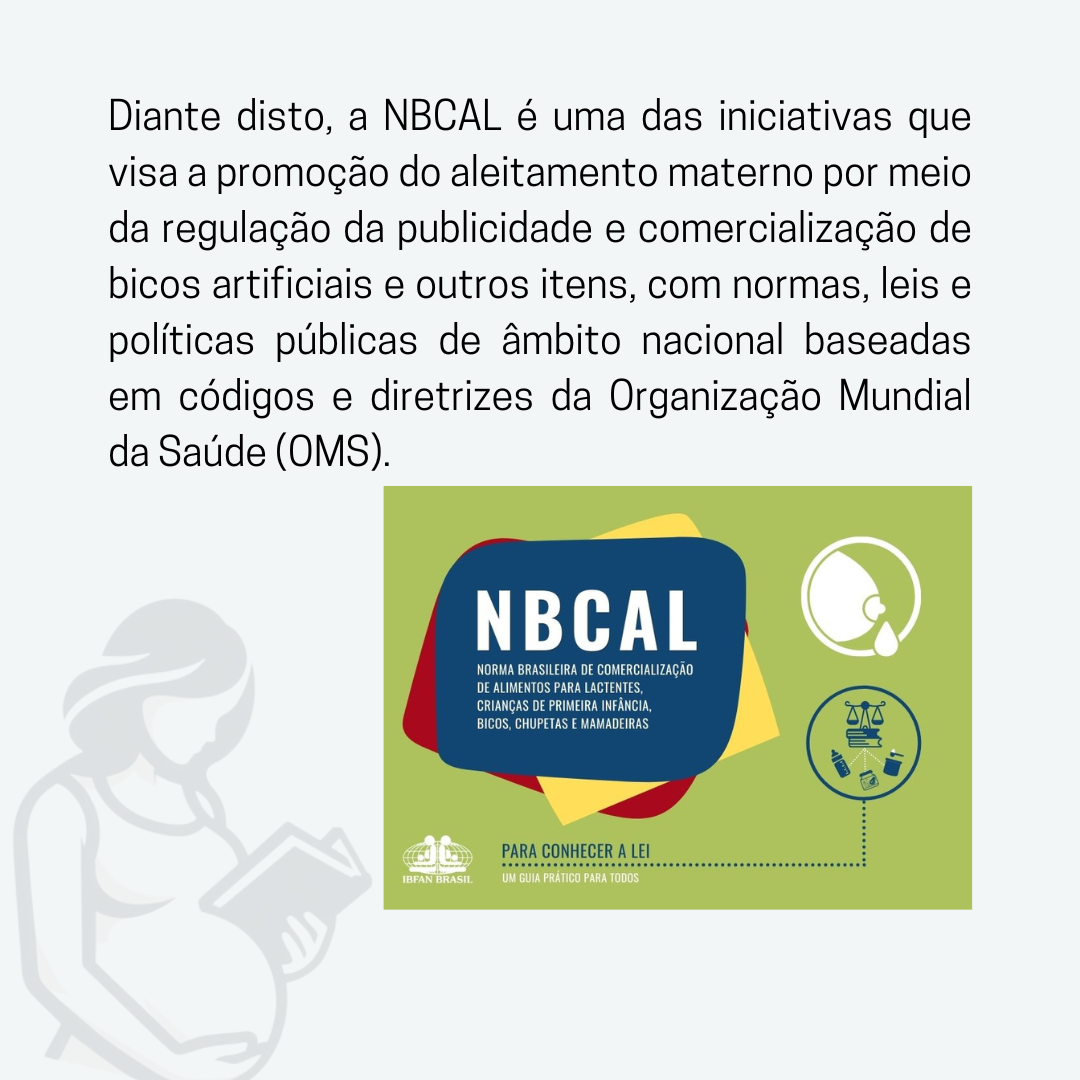 Diante disto, a NBCAL é uma das iniciativas que
visa a promoção do aleitamento materno por meio
da regulação da publicidade e comercialização de
bicos artificiais e outros itens, com normas, leis e
políticas públicas de âmbito nacional baseadas
em códigos e diretrizes da Organização Mundial
da Saúde (OMS).
NBCAL
NORMA BRASILEIRA DE COMERCIALIZAÇÃO
DE ALIMENTOS PARA LACTENTES,
CRIANÇAS DE PRIMEIRA INFÂNCIA,
BICOS, CHUPETAS E MAMADEIRAS
IBFAN BRASIL
PARA CONHECER A LEI
UM GUIA PRÁTICO PARA TODOS